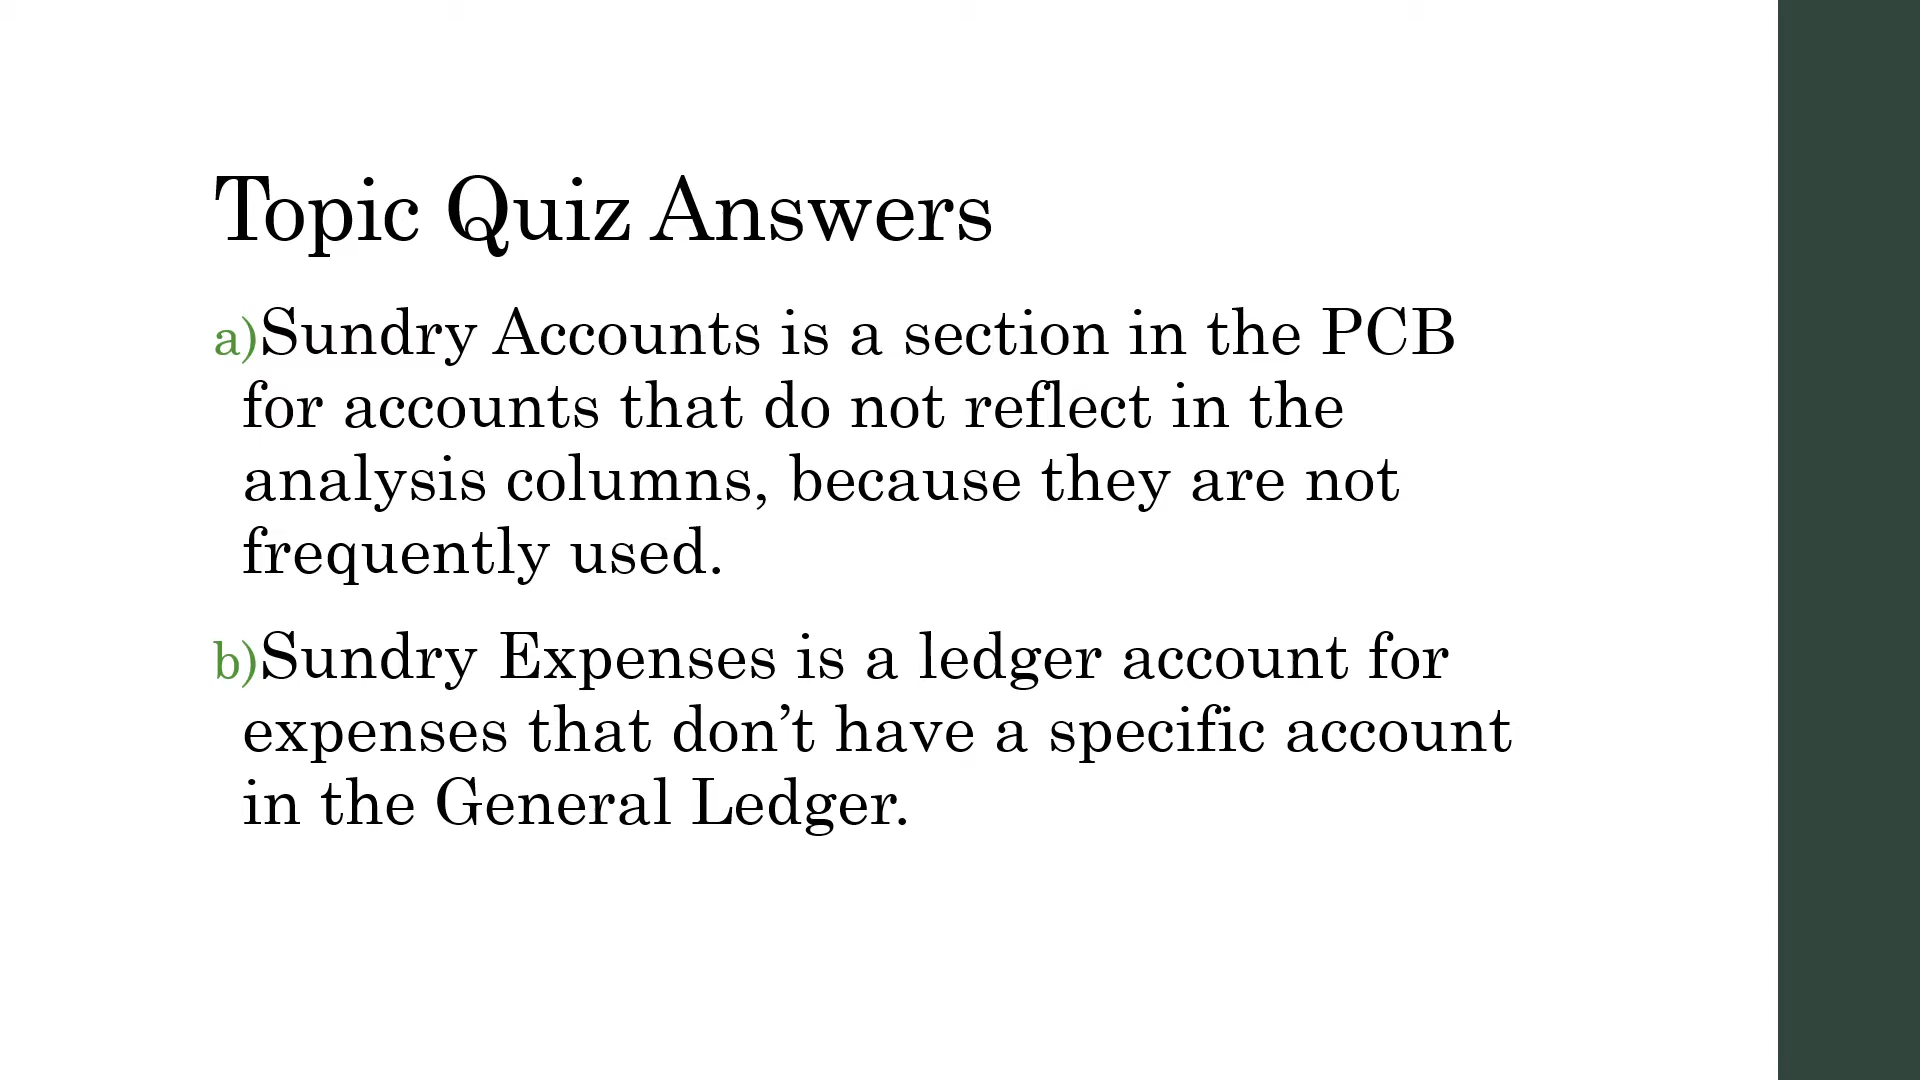 Topic Quiz Answers
a)Sundry Accounts is a section in the PCB
for accounts that do not reflect in the
analysis columns, because they are not
frequently used.
b)Sundry Expenses is a ledger account for
expenses that don’t have a specific account
in the General Ledger.